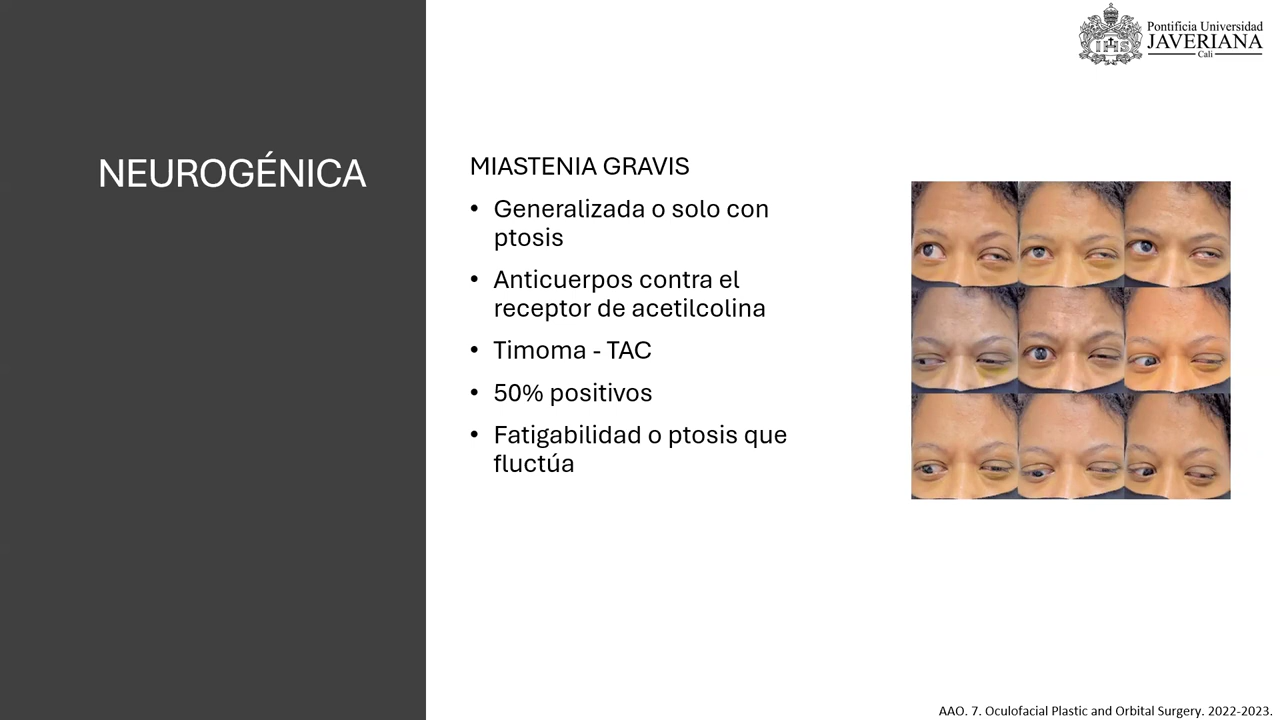 Pontificia Universidad
JAVERIANA
Cali
NEUROGÉNICA
MIASTENIA GRAVIS
• Generalizada o solo con
ptosis
• Anticuerpos contra el
receptor de acetilcolina
• Timoma - TAC
• 50% positivos
• Fatigabilidad o ptosis que
fluctúa
AAO. 7. Oculofacial Plastic and Orbital Surgery. 2022-2023.